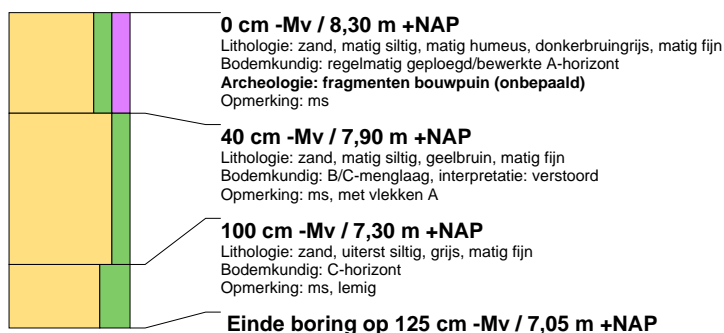 0 cm -Mv / 8,30 m +NAP
Lithologie: zand, matig siltig, matig humeus, donkerbruingrijs, matig fijn
Bodemkundig: regelmatig geploegd/bewerkte A-horizont
Archeologie: fragmenten bouwpuin (onbepaald)
Opmerking: ms
40 cm -Mv / 7,90 m +NAP
Lithologie: zand, matig siltig, geelbruin, matig fijn
Bodemkundig: B/C-menglaag, interpretatie: verstoord
Opmerking: ms, met vlekken A
100 cm -Mv / 7,30 m +NAP
Lithologie: zand, uiterst siltig, grijs, matig fijn
Bodemkundig: C-horizont
Opmerking: ms, lemig
Einde boring op 125 cm -Mv / 7,05 m +NAP